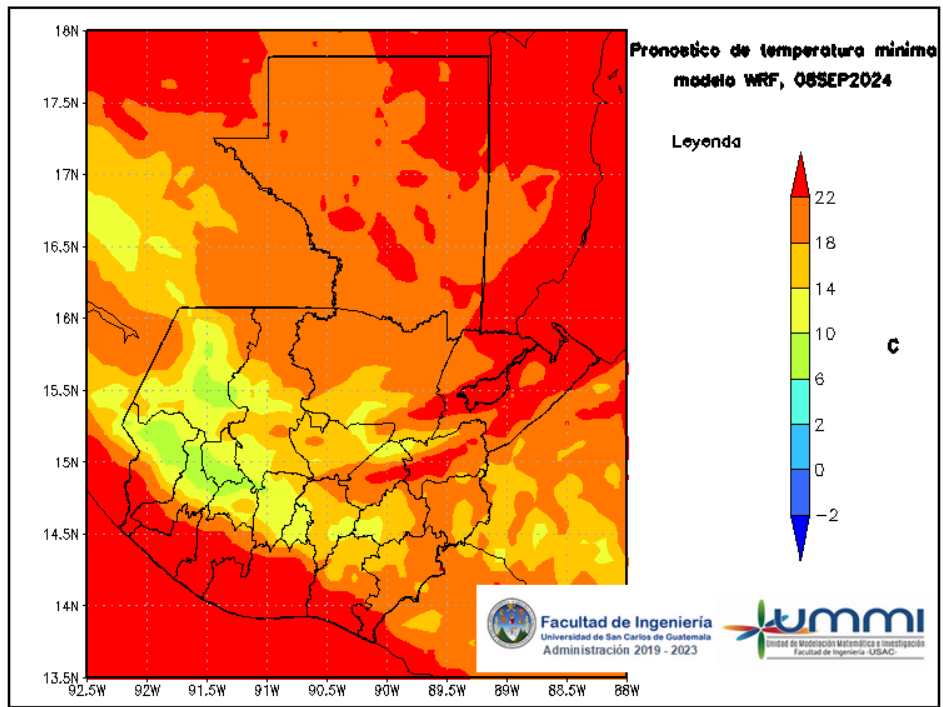 Pronostico de temperatura minima
modelo WRF, 08SEP2024
Leyenda
22
18
14
10
6
2
0
-2
C
18N
17.5N
17N
16.5N
16N
15.5N
15N
14.5N
14N
13.5N
92.5W
92W
91.5W
91W
90.5W
90W
89.5W
89W
88.5W
88W
Facultad de Ingeniería
Universidad de San Carlos de Guatemala
Administración 2019 - 2023
ummi
Unidad de Modelación Matemática e Investigación
Facultad de Ingeniería -USAC-